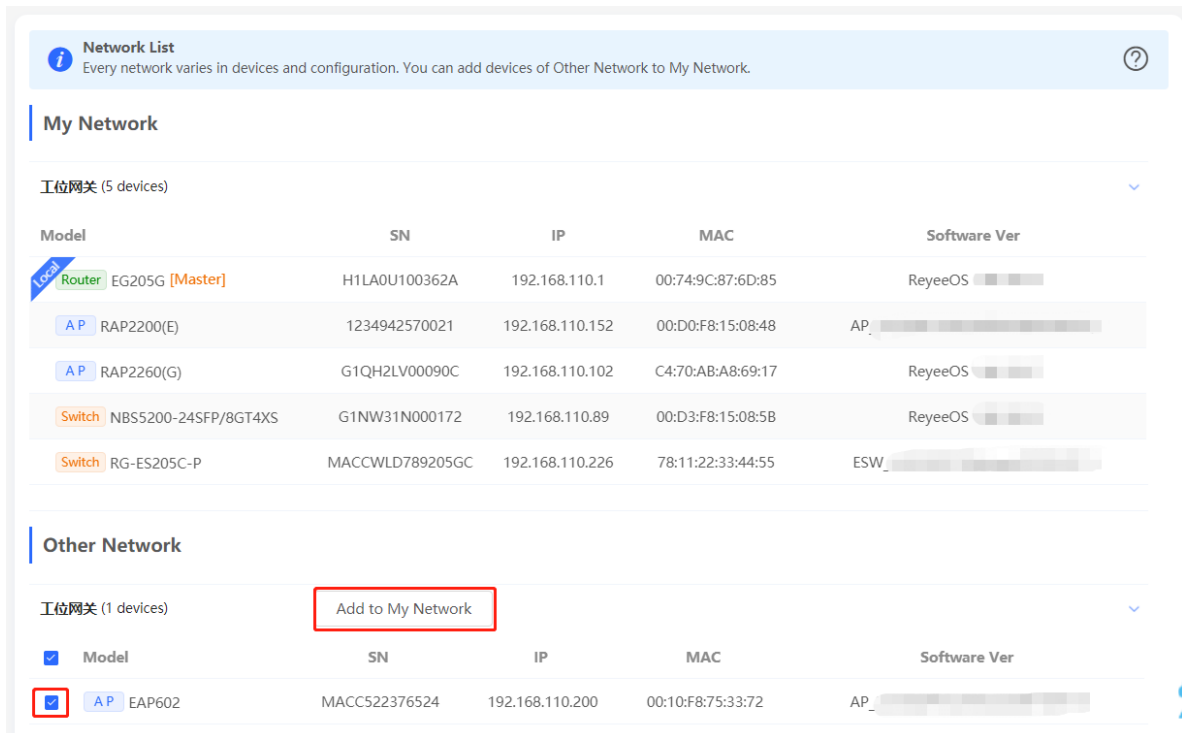 Network List
Every network varies in devices and configuration. You can add devices of Other Network to My Network.
My Network
工位网关 (5 devices)
Model SN IP MAC Software Ver
Local Router EG205G [Master] H1LA0U100362A 192.168.110.1 00:74:9C:87:6D:85 ReyeeOS
AP RAP2200(E) 1234942570021 192.168.110.152 00:D0:F8:15:08:48 AP_
AP RAP2260(G) G1QH2LV00090C 192.168.110.102 C4:70:AB:A8:69:17 ReyeeOS
Switch NBS5200-24SFP/8GT4XS G1NW31N000172 192.168.110.89 00:D3:F8:15:08:5B ReyeeOS
Switch RG-ES205C-P MACCWLD789205GC 192.168.110.226 78:11:22:33:44:55 ESW_
Other Network
工位网关 (1 devices) Add to My Network
Model SN IP MAC Software Ver
AP EAP602 MACC522376524 192.168.110.200 00:10:F8:75:33:72 AP_